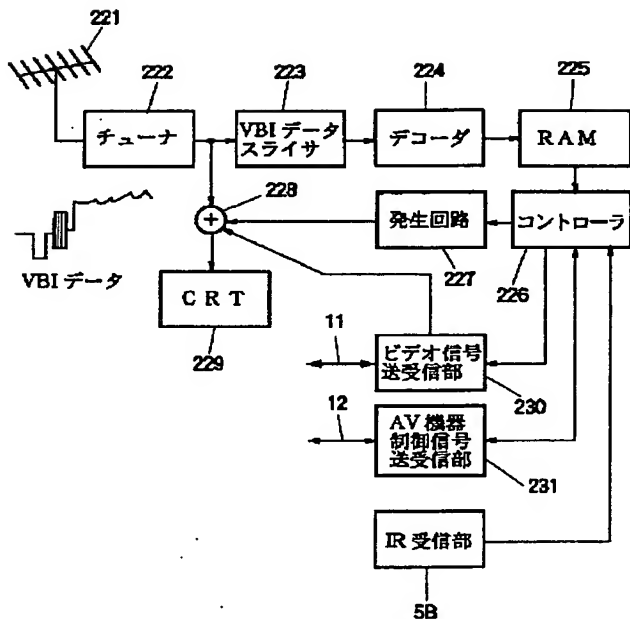 221
222
223
224
225
チューナ
VBI データ
スライサ
デコーダ
RAM
228
+
発生回路
コントローラ
VBI データ
227
226
CRT
229
11
ビデオ信号
送受信部
230
12
AV 機器
制御信号
送受信部
231
IR 受信部
5B